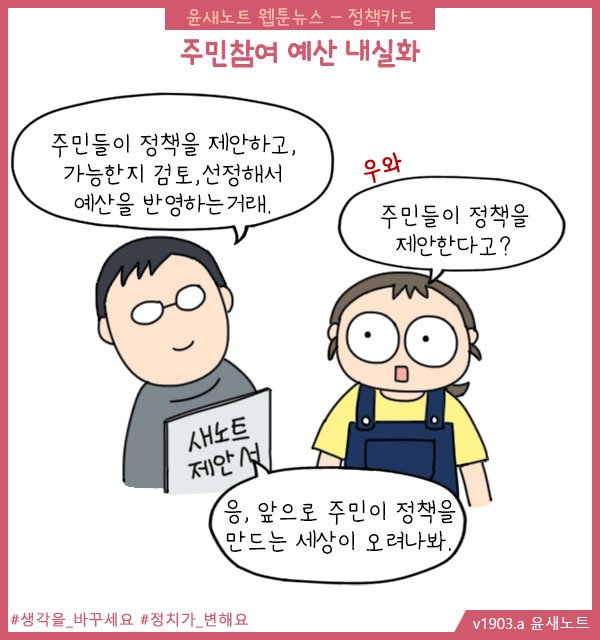 윤새노트 웹툰뉴스 - 정책카드
주민참여 예산 내실화
주민들이 정책을 제안하고,
가능한지 검토,선정해서
예산을 반영하는거래.
우와
주민들이 정책을
제안한다고?
새노트
제안서
응, 앞으로 주민이 정책을
만드는 세상이 오려나봐.
#생각을_바꾸세요 #정치가_변해요
v1903.a 윤새노트